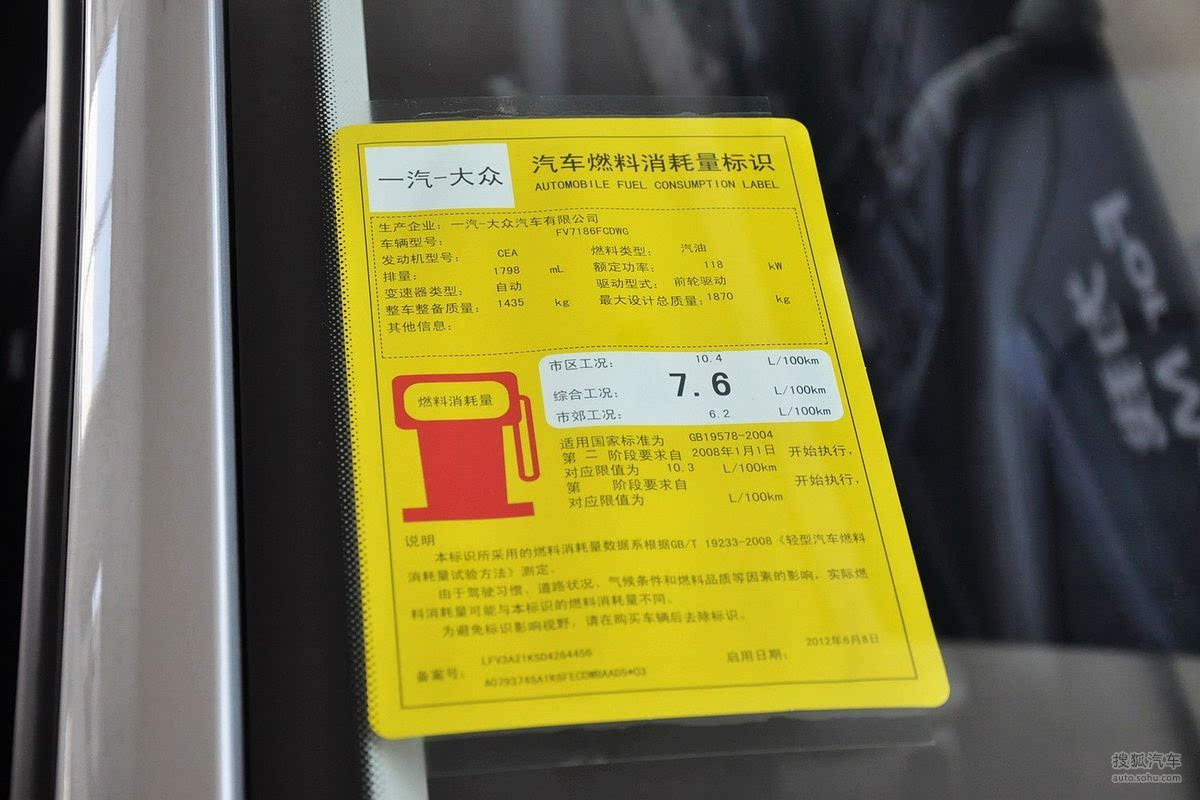 一汽-大众
汽车燃料消耗量标识
AUTOMOBILE FUEL CONSUMPTION LABEL
生产企业: 一汽-大众汽车有限公司
车辆型号: FV7186FCDWG
发动机型号: CEA 燃料类型: 汽油
排量: 1798 mL 额定功率: 118 kW
变速器类型: 自动 驱动型式: 前轮驱动
整车整备质量: 1435 kg 最大设计总质量: 1870 kg
其他信息:
燃料消耗量
市区工况: 10.4 L/100km
综合工况: 7.6 L/100km
市郊工况: 6.2 L/100km
适用国家标准为 GB19578-2004
第 二 阶段要求自 2008年1月1日 开始执行,
对应限值为 10.3 L/100km
第 阶段要求自 开始执行,
对应限值为 L/100km
说明
本标识所采用的燃料消耗量数据系根据GB/T 19233-2008《轻型汽车燃料
消耗量试验方法》测定。
由于驾驶习惯、道路状况、气候条件和燃料品质等因素的影响, 实际燃
料消耗量可能与本标识的燃料消耗量不同。
为避免标识影响视野, 请在购买车辆后去除标识。
备案号: LFV3A21K5D4264456 启用日期: 2012年6月8日
搜狐汽车
auto.sohu.com